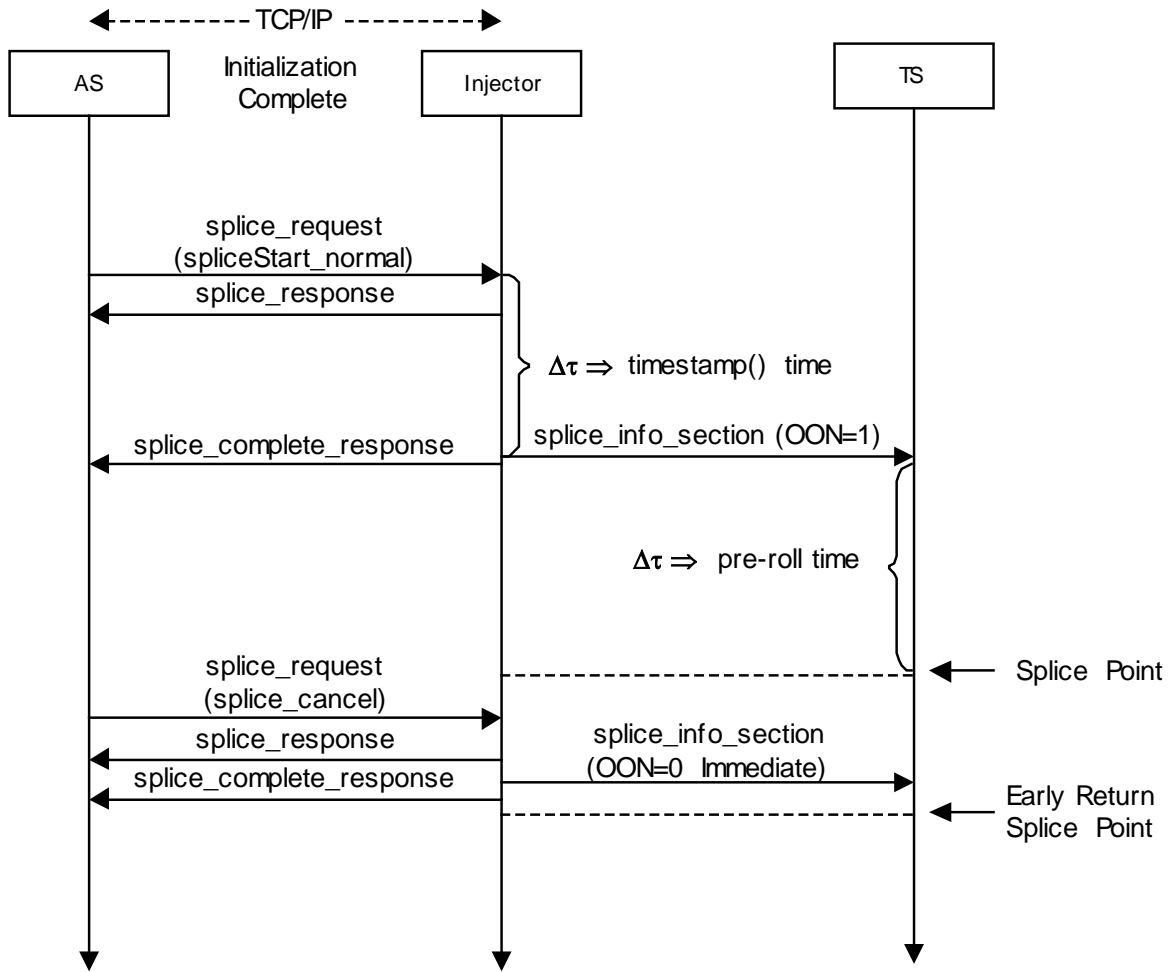 TCP/IP
AS
Initialization
Complete
Injector
TS
splice_request
(spliceStart_normal)
splice_response
Δτ ⇒ timestamp() time
splice_complete_response
splice_info_section (OON=1)
Δτ ⇒ pre-roll time
splice_request
(splice_cancel)
Splice Point
splice_response
splice_info_section
(OON=0 Immediate)
splice_complete_response
Early Return
Splice Point